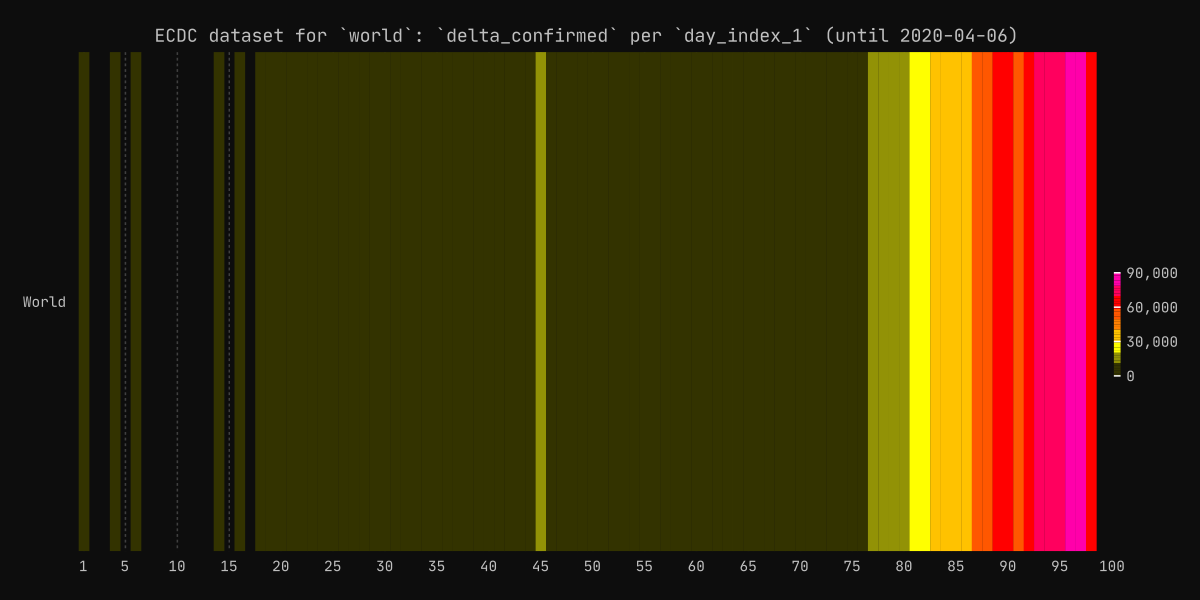 ECDC dataset for `world`: `delta_confirmed` per `day_index_1` (until 2020-04-06)
90,000
World
60,000
30,000
0
1 5 10 15 20 25 30 35 40 45 50 55 60 65 70 75 80 85 90 95 100